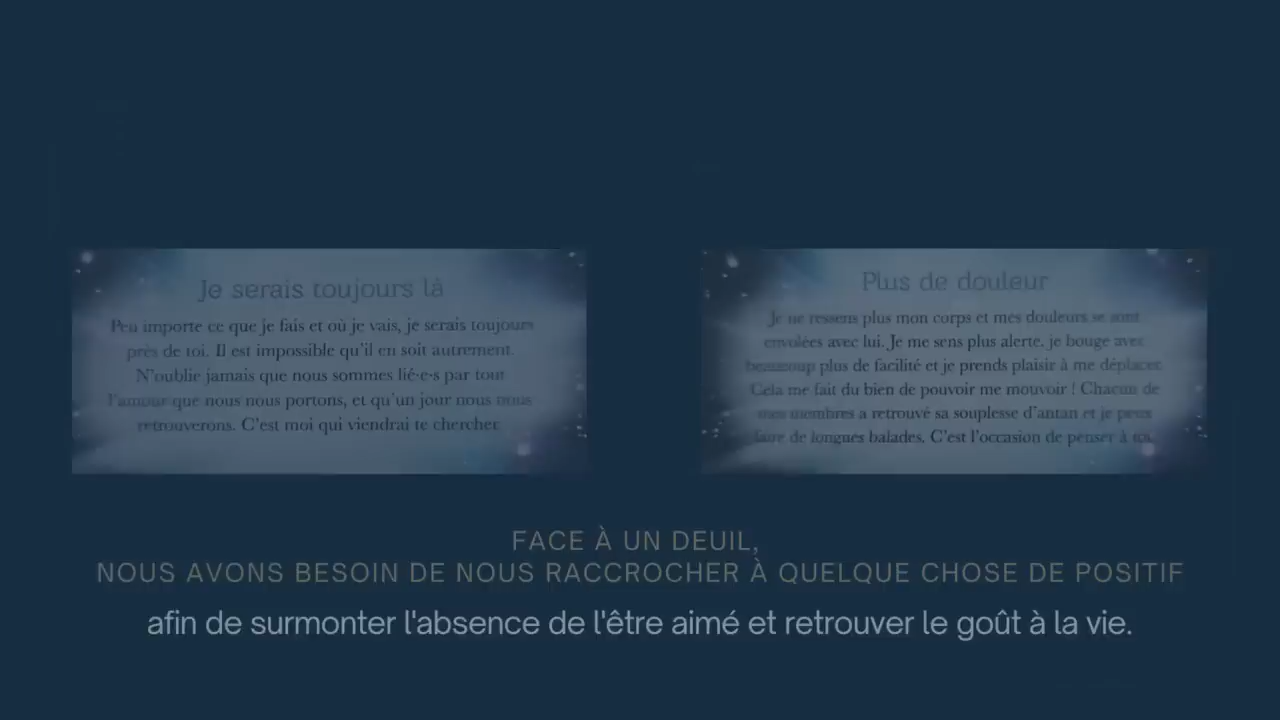 Je serais toujours là
Peu importe ce que je fais et où je vais, je serais toujours
près de toi. Il est impossible qu'il en soit autrement.
N'oublie jamais que nous sommes lié·e·s par tout
l'amour que nous nous portons, et qu'un jour nous nous
retrouverons. C'est moi qui viendrai te chercher
Plus de douleur
Je ne ressens plus mon corps et mes douleurs se sont
envolées avec lui. Je me sens plus alerte, je bouge avec
beaucoup plus de facilité et je prends plaisir à me déplacer.
Cela me fait du bien de pouvoir me mouvoir ! Chacun de
mes membres a retrouvé sa souplesse d'antan et je peux
faire de longues balades. C'est l'occasion de penser à
FACE À UN DEUIL,
NOUS AVONS BESOIN DE NOUS RACCROCHER À QUELQUE CHOSE DE POSITIF
afin de surmonter l'absence de l'être aimé et retrouver le goût à la vie.